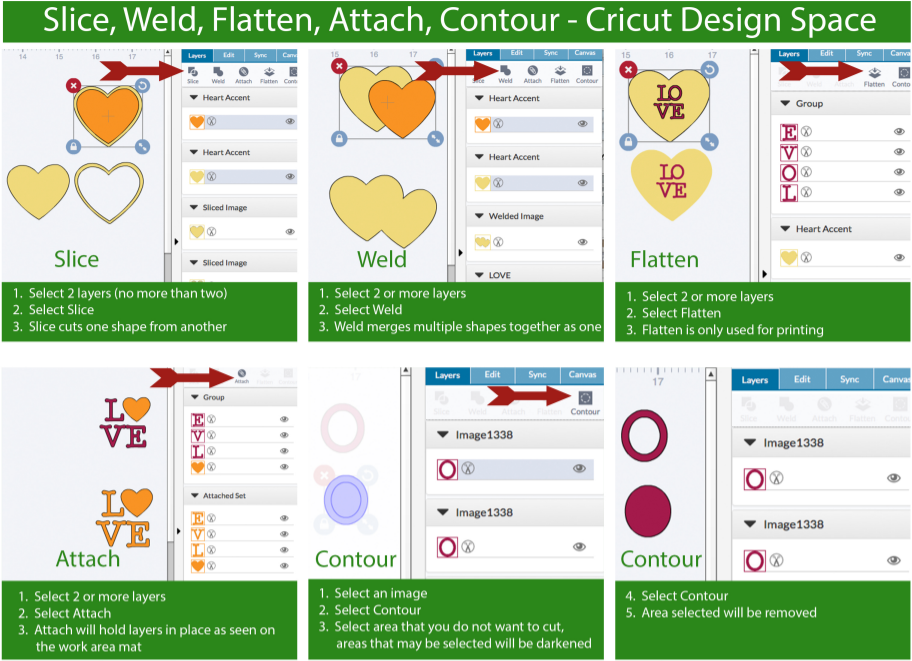 Slice, Weld, Flatten, Attach, Contour - Cricut Design Space
14 15 16 17
Layers Edit Sync Canva
Slice Weld Attach Flatten Cont
Heart Accent
Heart Accent
Sliced Image
Sliced Image
Slice
1. Select 2 layers (no more than two)
2. Select Slice
3. Slice cuts one shape from another
15 16 17
Layers Edit Sync Canvas
Slice Weld Attach Flatten Contour
Heart Accent
Heart Accent
Welded Image
LOVE
Weld
1. Select 2 or more layers
2. Select Weld
3. Weld merges multiple shapes together as one
15 16 17
Layers Edit Sync Canvas
Flatten Contour
LO
VE
LO
VE
Group
E
V
O
L
Heart Accent
Flatten
1. Select 2 or more layers
2. Select Flatten
3. Flatten is only used for printing
Attach
L
VE
L
VE
Group
E
V
L
Attached Set
E
V
L
Attach
1. Select 2 or more layers
2. Select Attach
3. Attach will hold layers in place as seen on
the work area mat
17
Layers Edit Sync Canvas
Slice Weld Attach Flatten Contour
Image1338
Image1338
Contour
1. Select an image
2. Select Contour
3. Select area that you do not want to cut,
areas that may be selected will be darkened
17
Layers Edit Sync Canvas
Slice Weld Attach Flatten Conto
Image1338
Image1338
Contour
4. Select Contour
5. Area selected will be removed